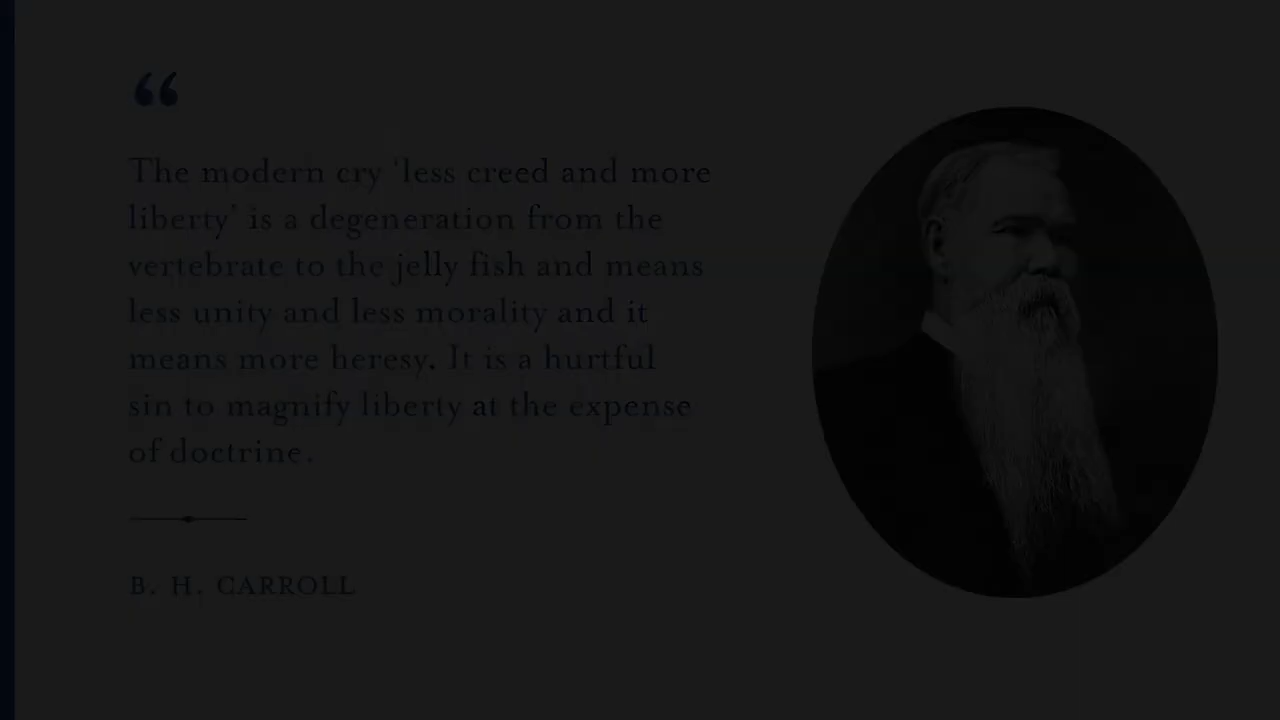 “
The modern cry 'less creed and more
liberty' is a degeneration from the
vertebrate to the jelly fish and means
less unity and less morality and it
means more heresy. It is a hurtful
sin to magnify liberty at the expense
of doctrine.
B. H. CARROLL